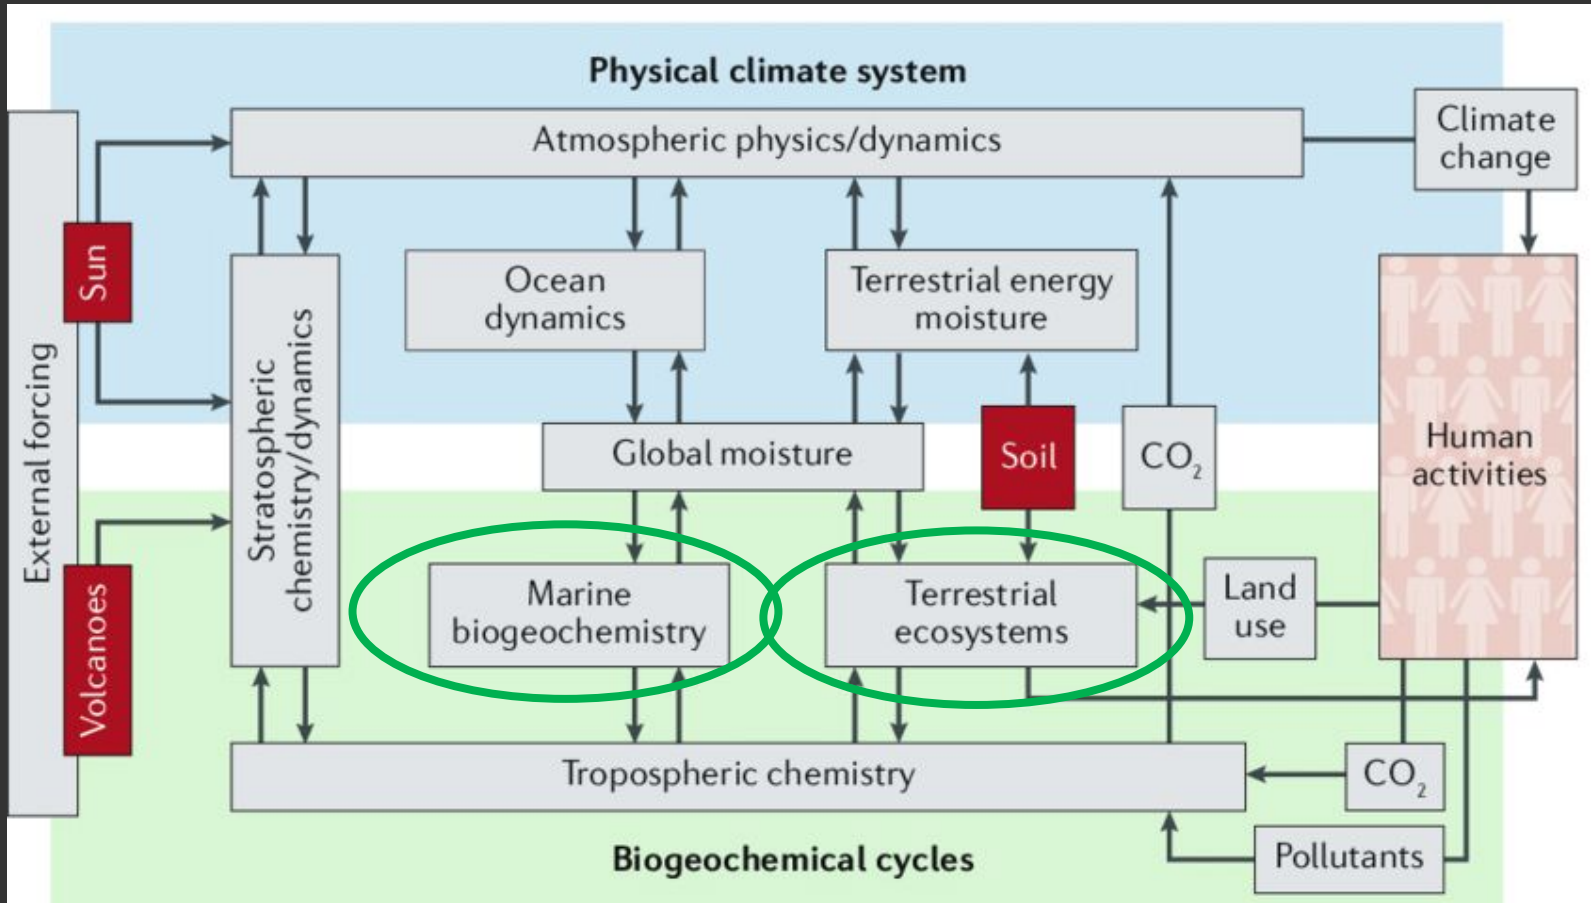 Physical climate system
Atmospheric physics/dynamics
Climate
change
Sun
Ocean
dynamics
Terrestrial energy
moisture
External forcing
Stratospheric
chemistry/dynamics
Global moisture
Soil
CO₂
Human
activities
Volcanoes
Marine
biogeochemistry
Terrestrial
ecosystems
Land
use
Tropospheric chemistry
CO₂
Pollutants
Biogeochemical cycles